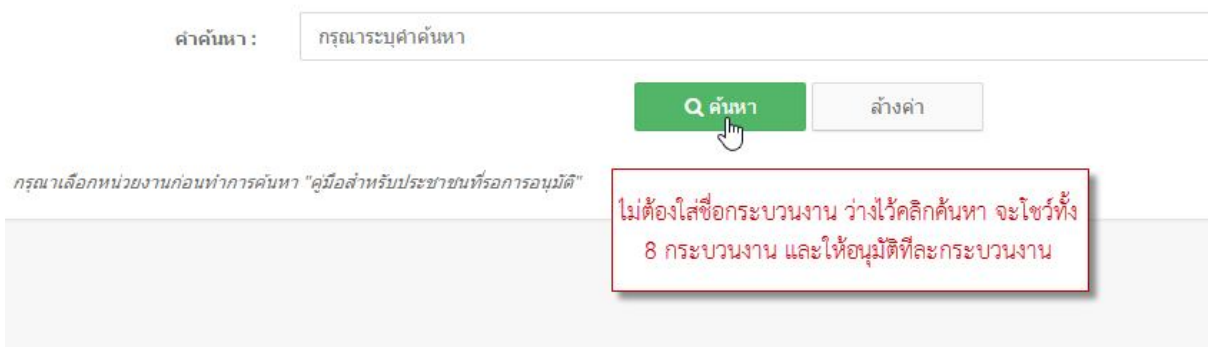 คำค้นหา : กรุณาระบุคำค้นหา
ค้นหา ล้างค่า
กรุณาเลือกหน่วยงานก่อนทำการค้นหา "คู่มือสำหรับประชาชนที่รอการอนุมัติ"
ไม่ต้องใส่ชื่อกระบวนงาน ว่างไว้คลิกค้นหา จะโชว์ทั้ง
8 กระบวนงาน และให้อนุมัติทีละกระบวนงาน